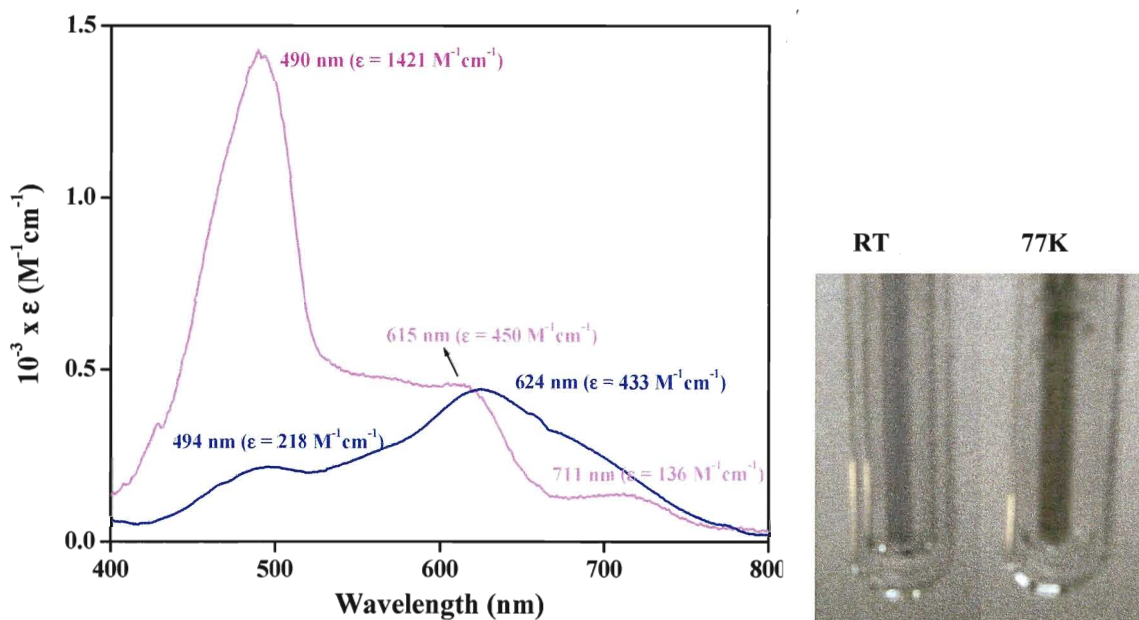 1.5
1.0
0.5
0.0
10⁻³ x ε (M⁻¹cm⁻¹)
490 nm (ε = 1421 M⁻¹cm⁻¹)
615 nm (ε = 450 M⁻¹cm⁻¹)
624 nm (ε = 433 M⁻¹cm⁻¹)
494 nm (ε = 218 M⁻¹cm⁻¹)
711 nm (ε = 136 M⁻¹cm⁻¹)
400 500 600 700 800
Wavelength (nm)
RT 77K